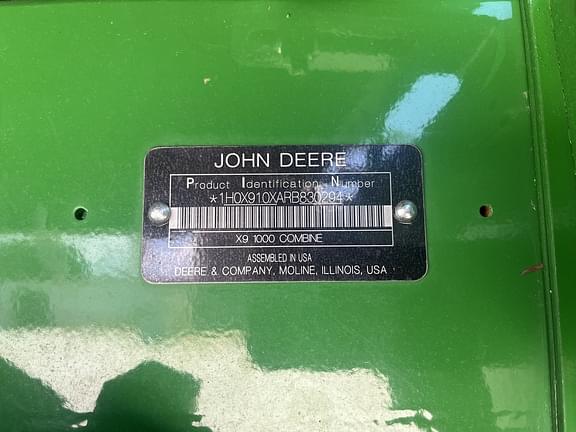 JOHN DEERE
Product Identification Number
*1H0X910XARB830294*
X9 1000 COMBINE
ASSEMBLED IN USA
DEERE & COMPANY, MOLINE, ILLINOIS, USA